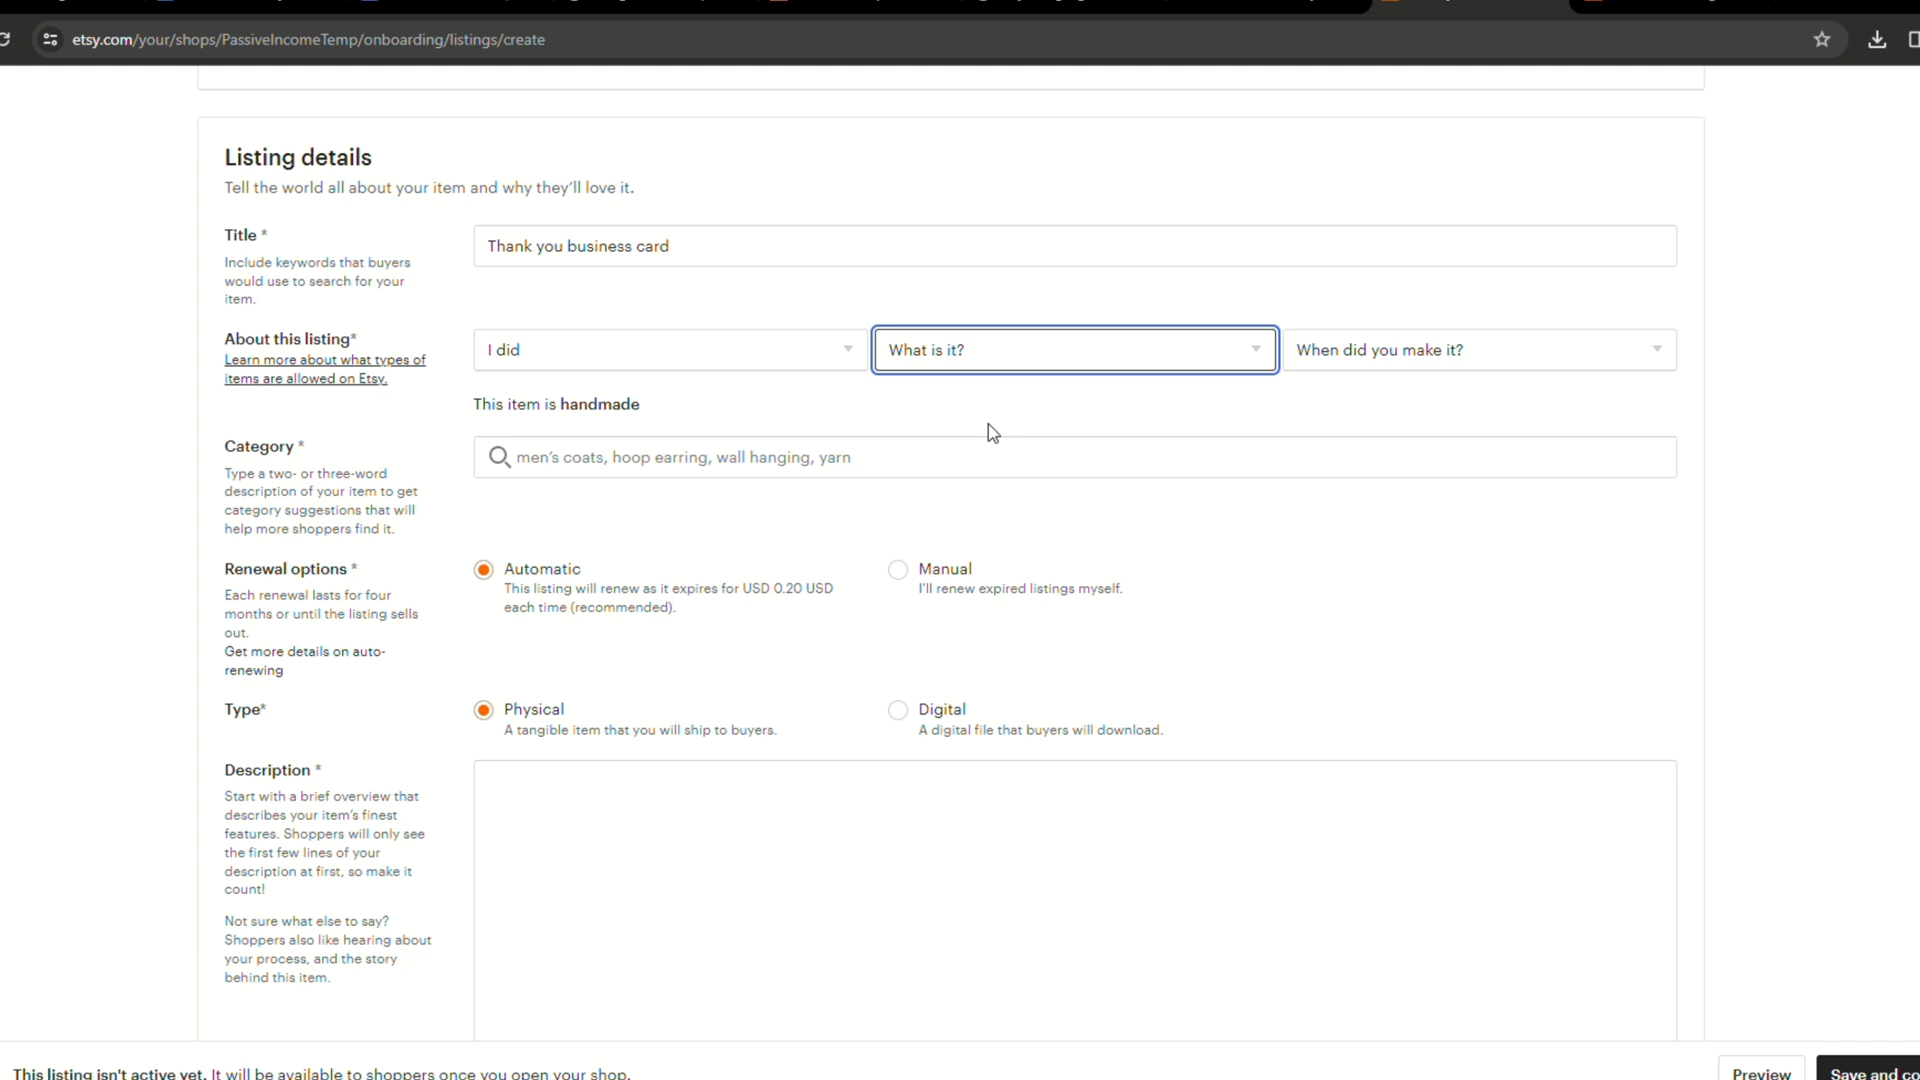 etsy.com/your/shops/PassiveIncomeTemp/onboarding/listings/create
Listing details
Tell the world all about your item and why they'll love it.
Title *
Include keywords that buyers
would use to search for your
item.
Thank you business card
About this listing*
Learn more about what types of
items are allowed on Etsy.
I did
What is it?
When did you make it?
This item is handmade
Category *
Type a two- or three-word
description of your item to get
category suggestions that will
help more shoppers find it.
men's coats, hoop earring, wall hanging, yarn
Renewal options *
Each renewal lasts for four
months or until the listing sells
out.
Get more details on auto-
renewing
Automatic
This listing will renew as it expires for USD 0.20 USD
each time (recommended).
Manual
I'll renew expired listings myself.
Type*
Physical
A tangible item that you will ship to buyers.
Digital
A digital file that buyers will download.
Description *
Start with a brief overview that
describes your item's finest
features. Shoppers will only see
the first few lines of your
description at first, so make it
count!
Not sure what else to say?
Shoppers also like hearing about
your process, and the story
behind this item.
This listing isn't active yet. It will be available to shoppers once you open your shop.
Preview
Save and co